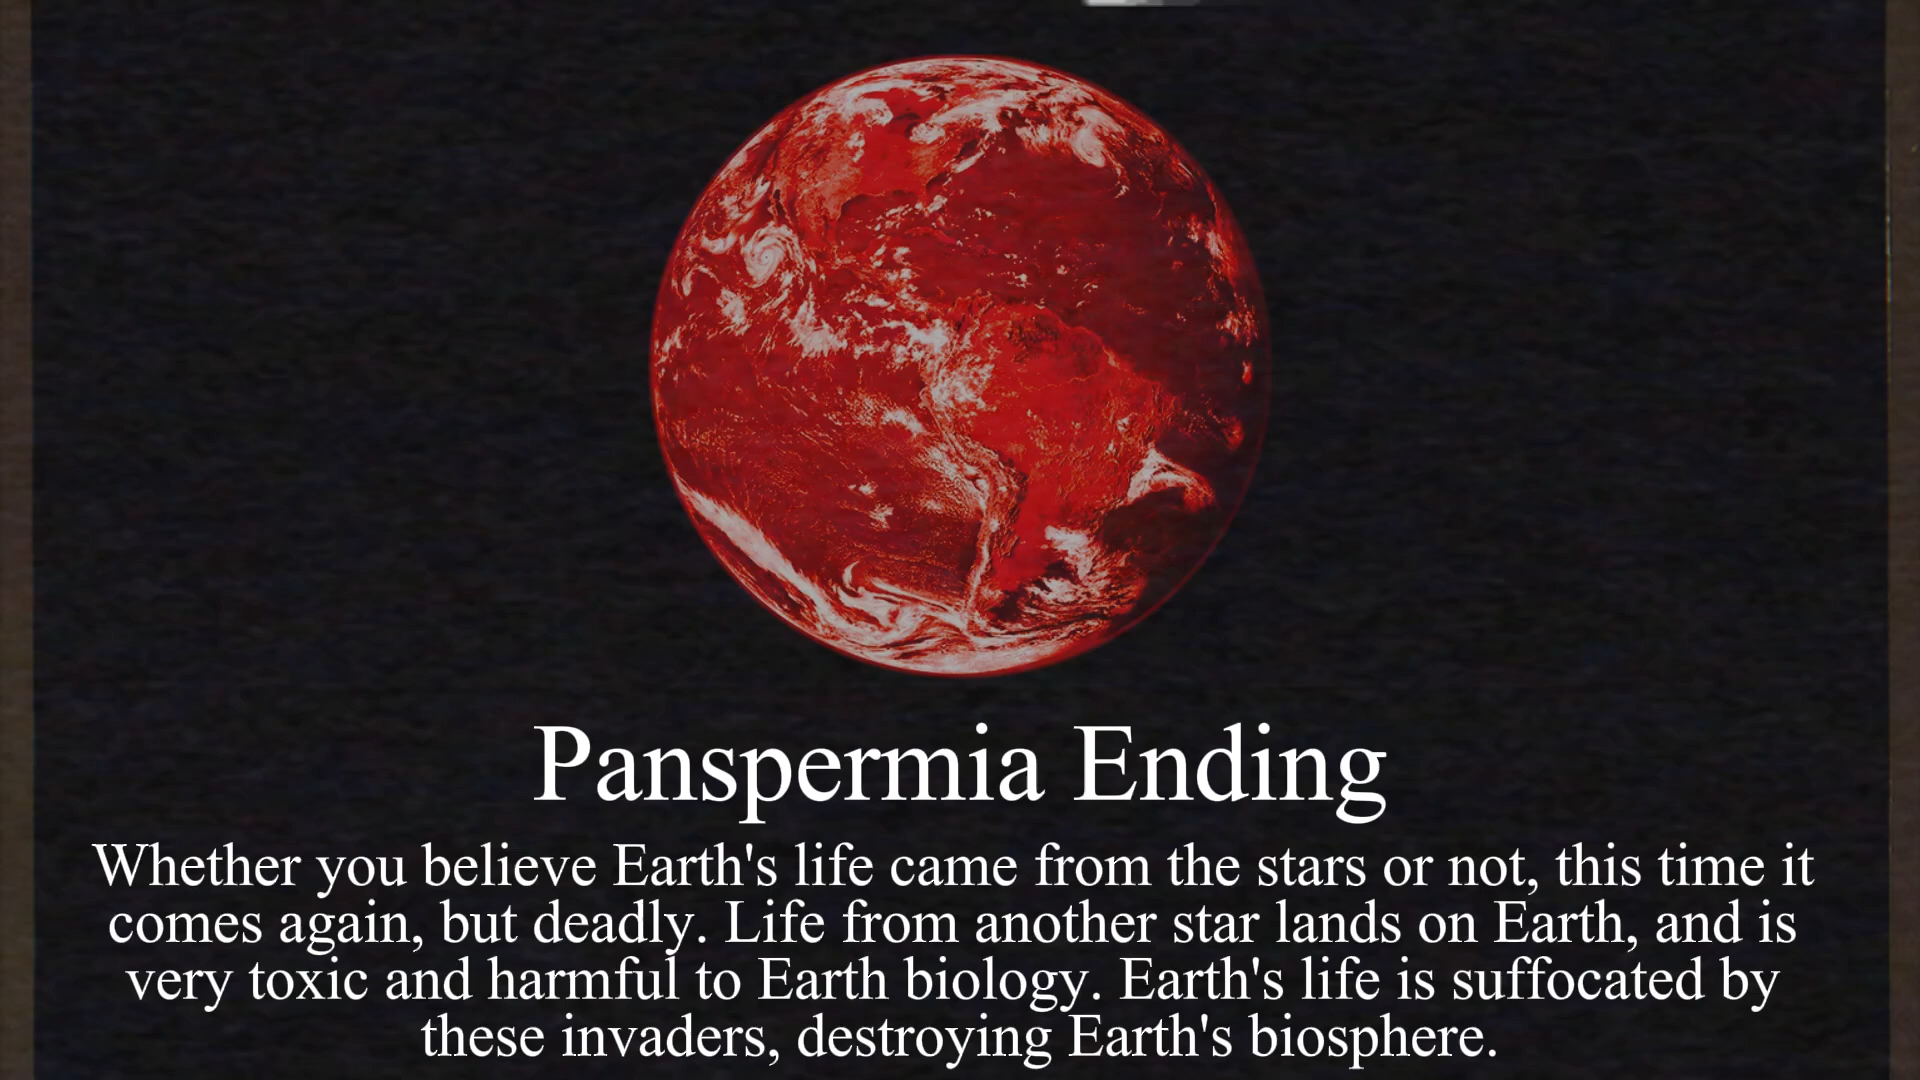 Panspermia Ending
Whether you believe Earth's life came from the stars or not, this time it
comes again, but deadly. Life from another star lands on Earth, and is
very toxic and harmful to Earth biology. Earth's life is suffocated by
these invaders, destroying Earth's biosphere.